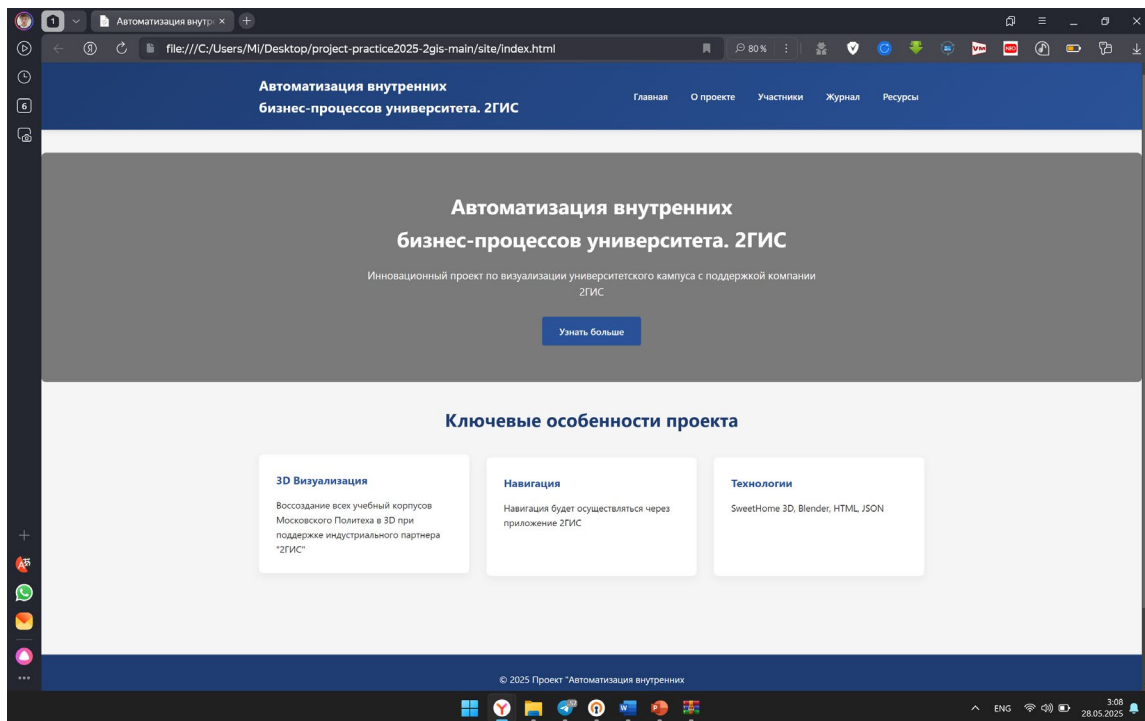 1
Автоматизация внутр
file:///C:/Users/Mi/Desktop/project-practice2025-2gis-main/site/index.html
80 %
6
Автоматизация внутренних
бизнес-процессов университета. 2ГИС
Главная О проекте Участники Журнал Ресурсы
Автоматизация внутренних
бизнес-процессов университета. 2ГИС
Инновационный проект по визуализации университетского кампуса с поддержкой компании
2ГИС
Узнать больше
Ключевые особенности проекта
3D Визуализация
Воссоздание всех учебный корпусов
Московского Политеха в 3D при
поддержке индустриального партнера
"2ГИС"
Навигация
Навигация будет осуществляться через
приложение 2ГИС
Технологии
SweetHome 3D, Blender, HTML, JSON
© 2025 Проект "Автоматизация внутренних
ENG
3:08
28.05.2025